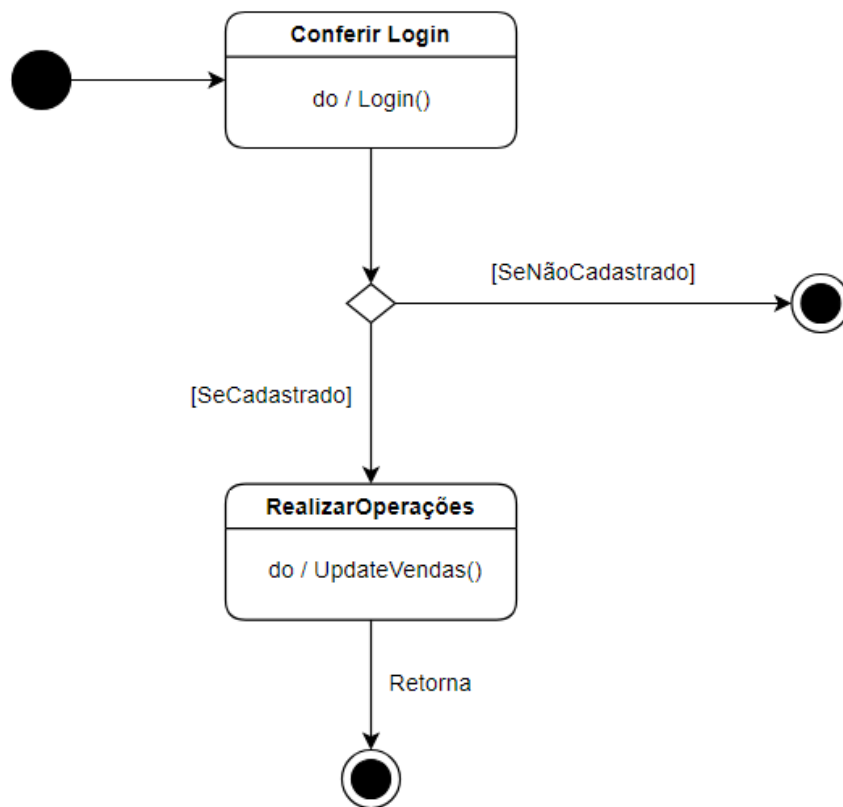 Conferir Login
do / Login()
[SeNãoCadastrado]
[SeCadastrado]
RealizarOperações
do / UpdateVendas()
Retorna